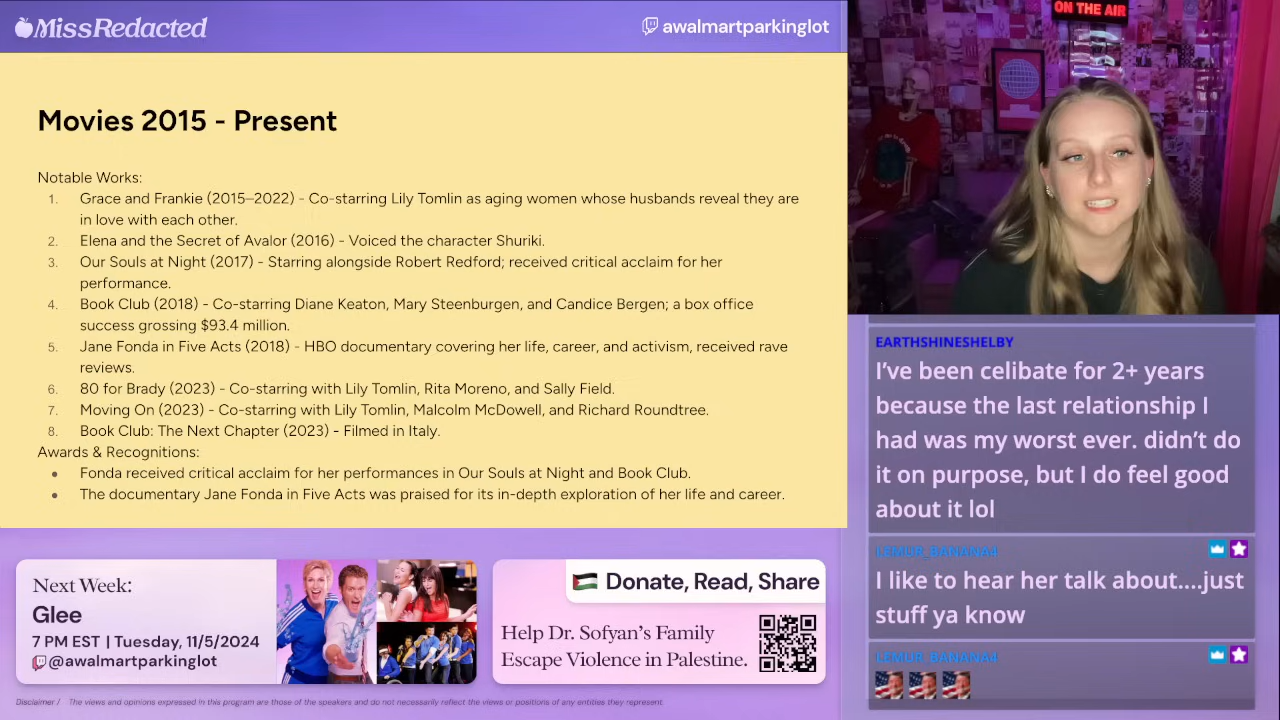 MissRedacted
awalmartparkinglot
ON THE AIR
Movies 2015 - Present
Notable Works:
1. Grace and Frankie (2015–2022) - Co-starring Lily Tomlin as aging women whose husbands reveal they are
in love with each other.
2. Elena and the Secret of Avalor (2016) - Voiced the character Shuriki.
3. Our Souls at Night (2017) - Starring alongside Robert Redford; received critical acclaim for her
performance.
4. Book Club (2018) - Co-starring Diane Keaton, Mary Steenburgen, and Candice Bergen; a box office
success grossing $93.4 million.
5. Jane Fonda in Five Acts (2018) - HBO documentary covering her life, career, and activism, received rave
reviews.
6. 80 for Brady (2023) - Co-starring with Lily Tomlin, Rita Moreno, and Sally Field.
7. Moving On (2023) - Co-starring with Lily Tomlin, Malcolm McDowell, and Richard Roundtree.
8. Book Club: The Next Chapter (2023) - Filmed in Italy.
Awards & Recognitions:
• Fonda received critical acclaim for her performances in Our Souls at Night and Book Club.
• The documentary Jane Fonda in Five Acts was praised for its in-depth exploration of her life and career.
EARTHSHINESHELBY
I've been celibate for 2+ years
because the last relationship I
had was my worst ever. didn't do
it on purpose, but I do feel good
about it lol
LEMUR_BANANA4
I like to hear her talk about....just
stuff ya know
LEMUR_BANANA4
Next Week:
Glee
7 PM EST | Tuesday, 11/5/2024
@awalmartparkinglot
Donate, Read, Share
Help Dr. Sofyan's Family
Escape Violence in Palestine.
Disclaimer / The views and opinions expressed in this program are those of the speakers and do not necessarily reflect the views or positions of any entities they represent.